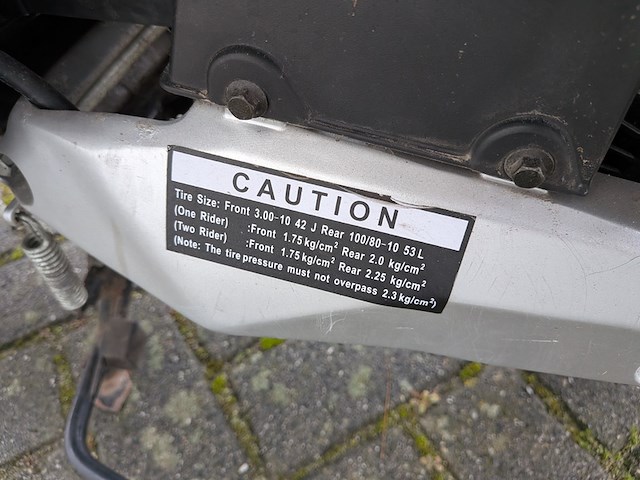 CAUTION
Tire Size: Front 3.00-10 42 J Rear 100/80-10 53 L
(One Rider) :Front 1.75 kg/cm² Rear 2.0 kg/cm²
(Two Rider) :Front 1.75 kg/cm² Rear 2.25 kg/cm²
(Note: The tire pressure must not overpass 2.3 kg/cm²)